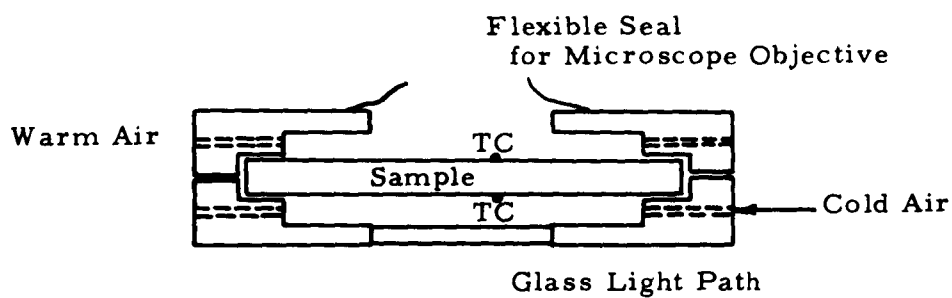 Flexible Seal
for Microscope Objective
Warm Air
TC
Sample
TC
Cold Air
Glass Light Path